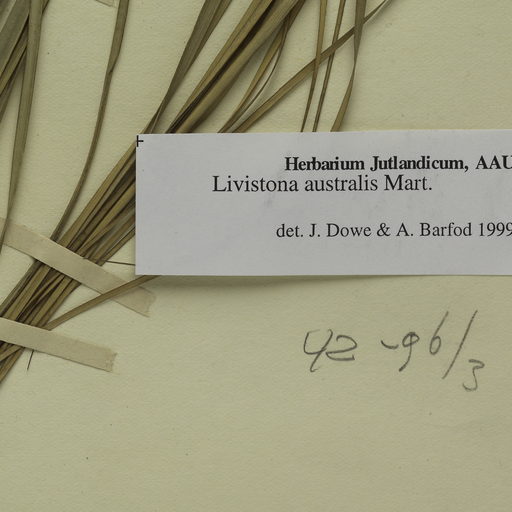 Herbarium Jutlandicum, AAU
Livistona australis Mart.
det. J. Dowe & A. Barfod 1999
42-96/3